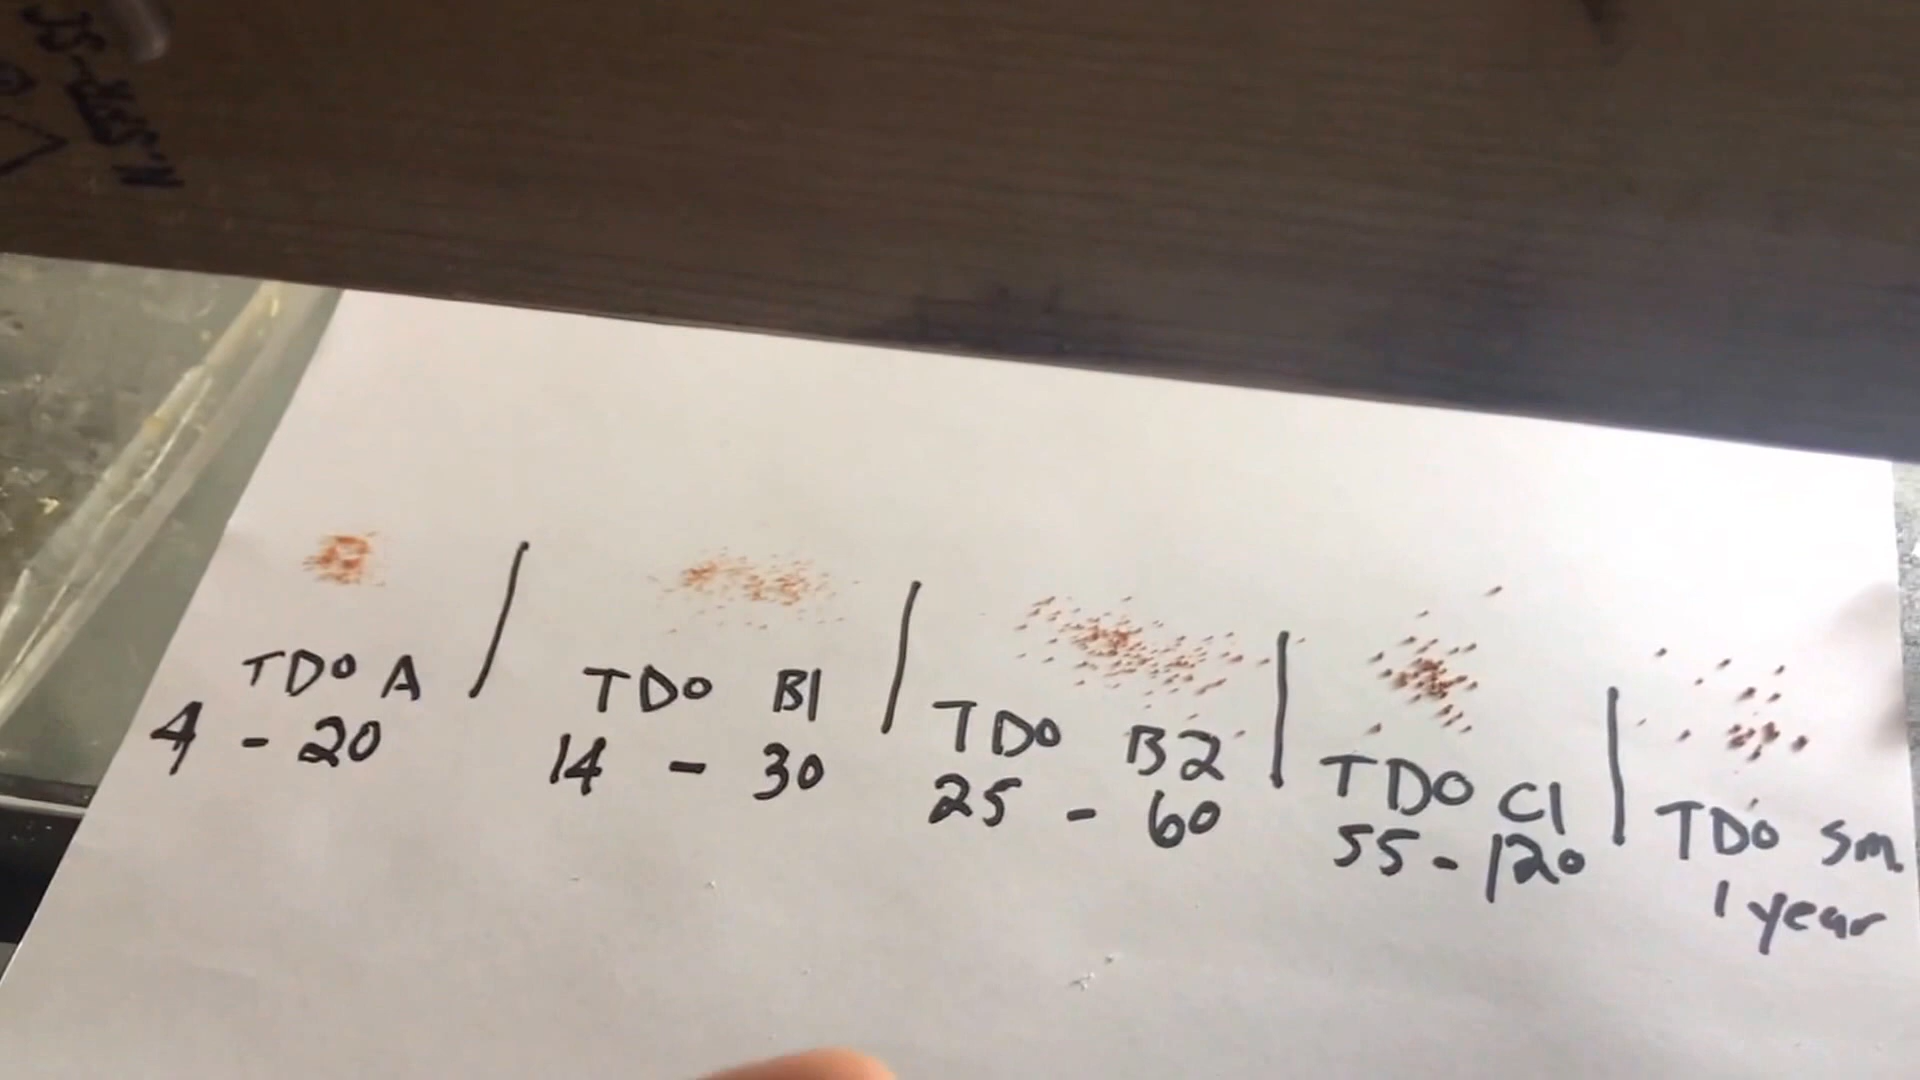 TDO A
4 - 20
TDO B1
14 - 30
TDO B2
25 - 60
TDO C1
55 - 120
TDO Sm.
1 year